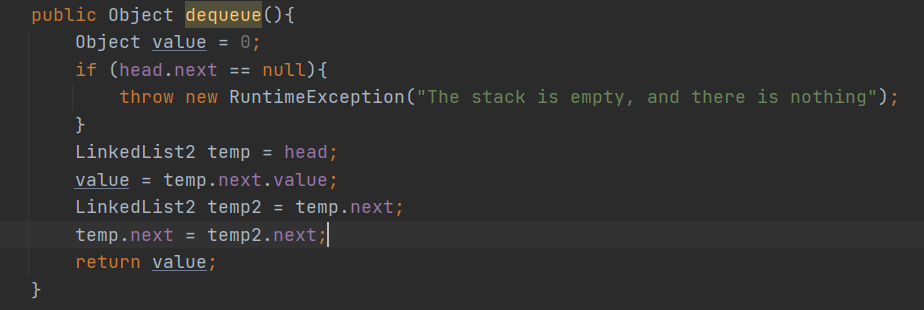 public Object dequeue(){
    Object value = 0;
    if (head.next == null){
        throw new RuntimeException("The stack is empty, and there is nothing");
    }
    LinkedList2 temp = head;
    value = temp.next.value;
    LinkedList2 temp2 = temp.next;
    temp.next = temp2.next;
    return value;
}